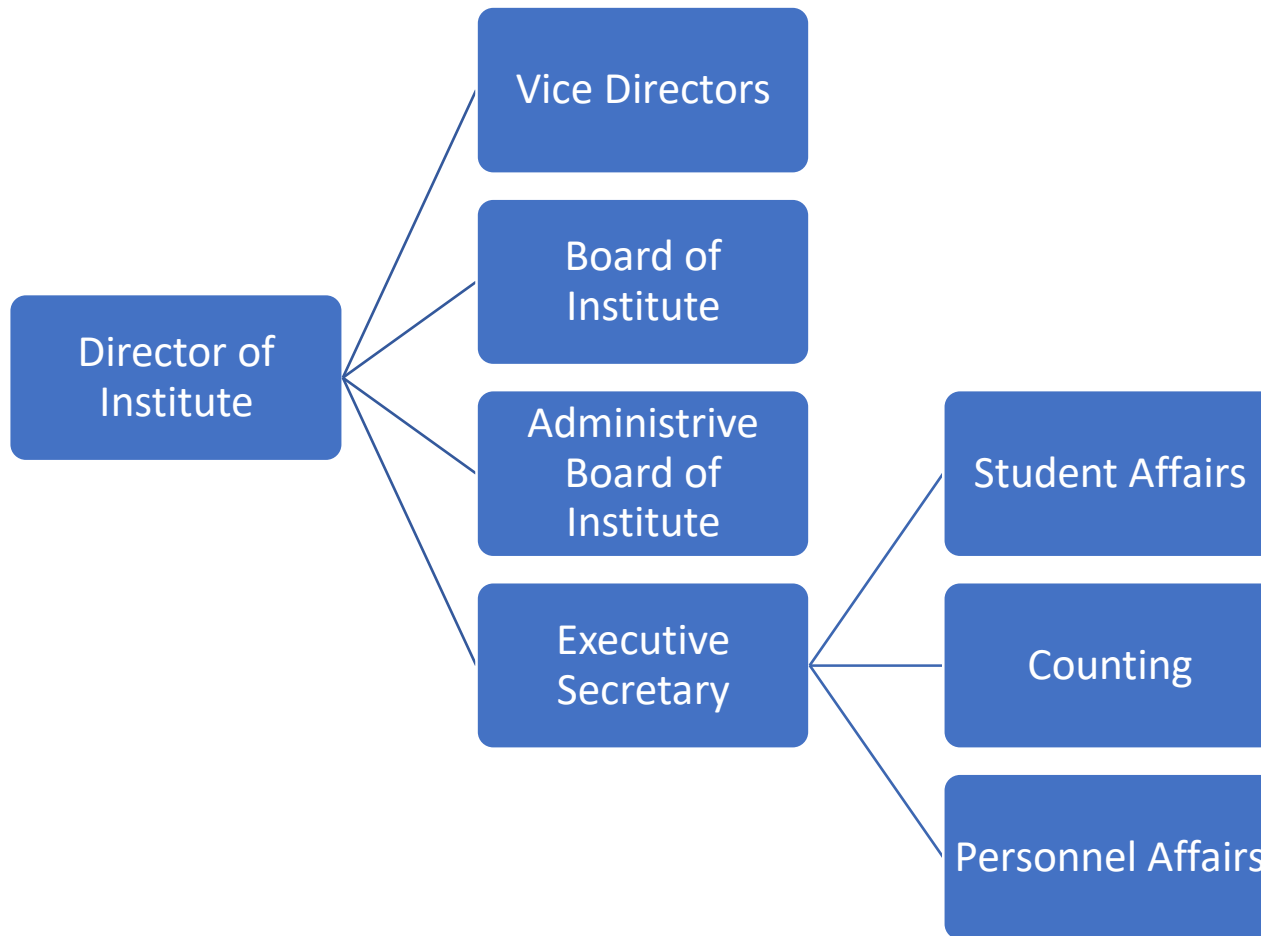 Vice Directors
Board of
Institute
Director of
Institute
Administrive
Board of
Institute
Student Affairs
Executive
Secretary
Counting
Personnel Affairs